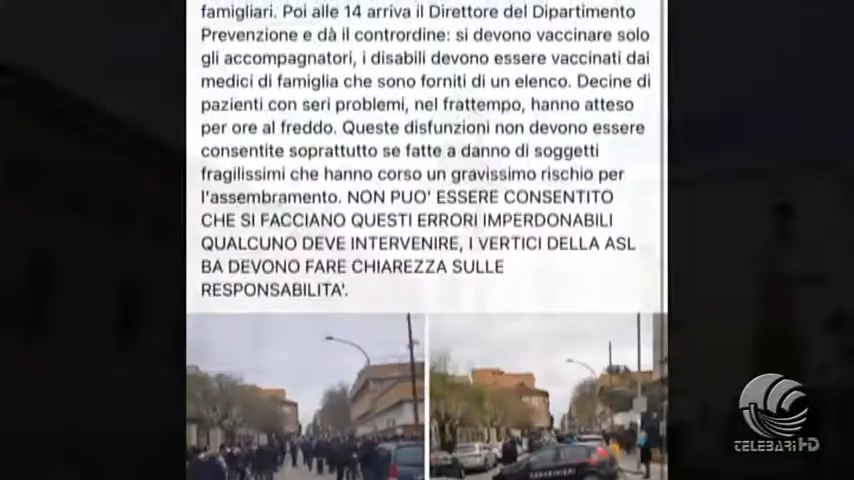 famigliari. Poi alle 14 arriva il Direttore del Dipartimento
Prevenzione e dà il contrordine: si devono vaccinare solo
gli accompagnatori, i disabili devono essere vaccinati dai
medici di famiglia che sono forniti di un elenco. Decine di
pazienti con seri problemi, nel frattempo, hanno atteso
per ore al freddo. Queste disfunzioni non devono essere
consentite soprattutto se fatte a danno di soggetti
fragilissimi che hanno corso un gravissimo rischio per
l'assembramento. NON PUO' ESSERE CONSENTITO
CHE SI FACCIANO QUESTI ERRORI IMPERDONABILI
QUALCUNO DEVE INTERVENIRE, I VERTICI DELLA ASL
BA DEVONO FARE CHIAREZZA SULLE
RESPONSABILITA'.
CARABINIERI
TELEBARI HD